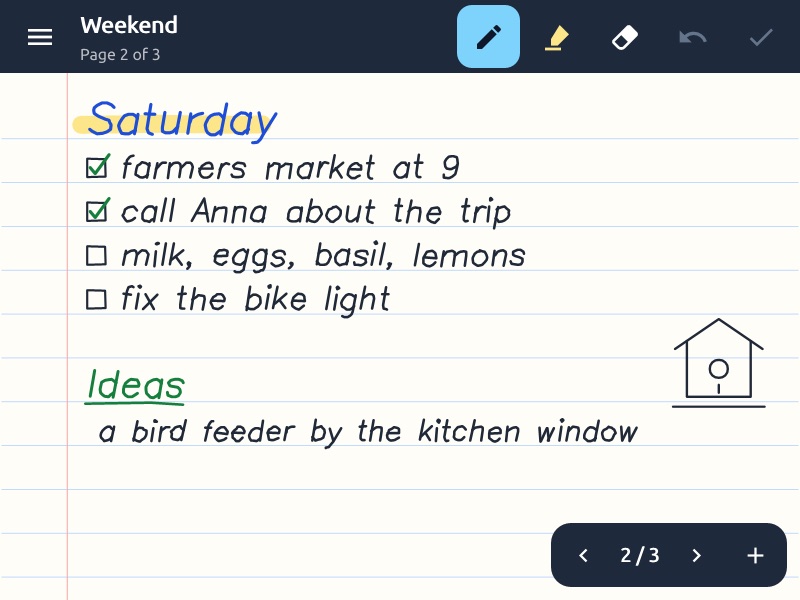 Weekend
Page 2 of 3
Saturday
farmers market at 9
call Anna about the trip
milk, eggs, basil, lemons
fix the bike light
Ideas
a bird feeder by the kitchen window
2/3